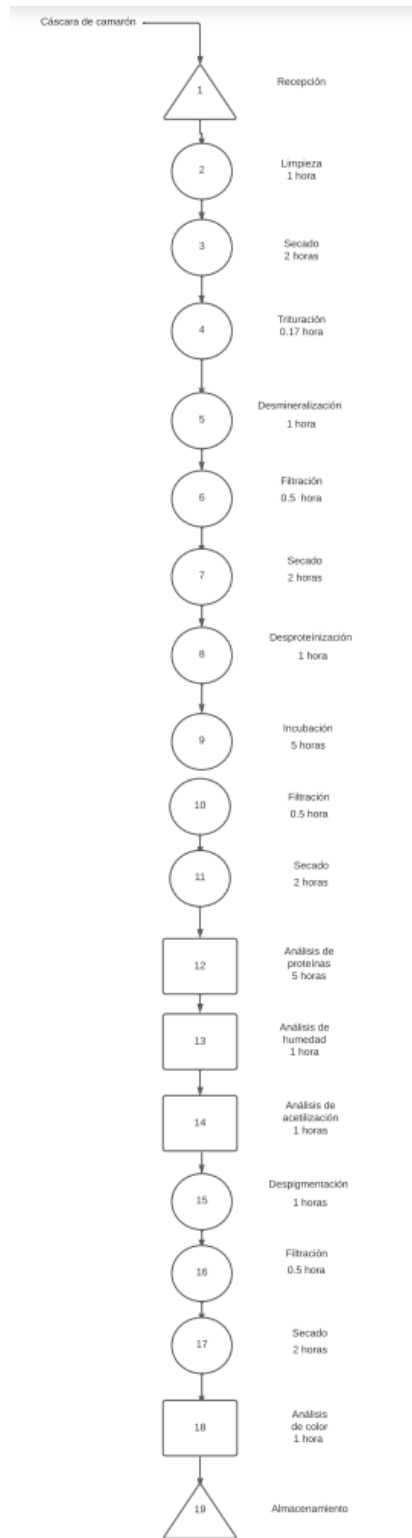 Cáscara de camarón
1
Recepción
2
Limpieza
1 hora
3
Secado
2 horas
4
Trituración
0.17 hora
5
Desmineralización
1 hora
6
Filtración
0.5 hora
7
Secado
2 horas
8
Desproteínización
1 hora
9
Incubación
5 horas
10
Filtración
0.5 hora
11
Secado
2 horas
12
Análisis de
proteínas
5 horas
13
Análisis de
humedad
1 hora
14
Análisis de
acetilización
1 horas
15
Despigmentación
1 horas
16
Filtración
0.5 hora
17
Secado
2 horas
18
Análisis
de color
1 hora
19
Almacenamiento